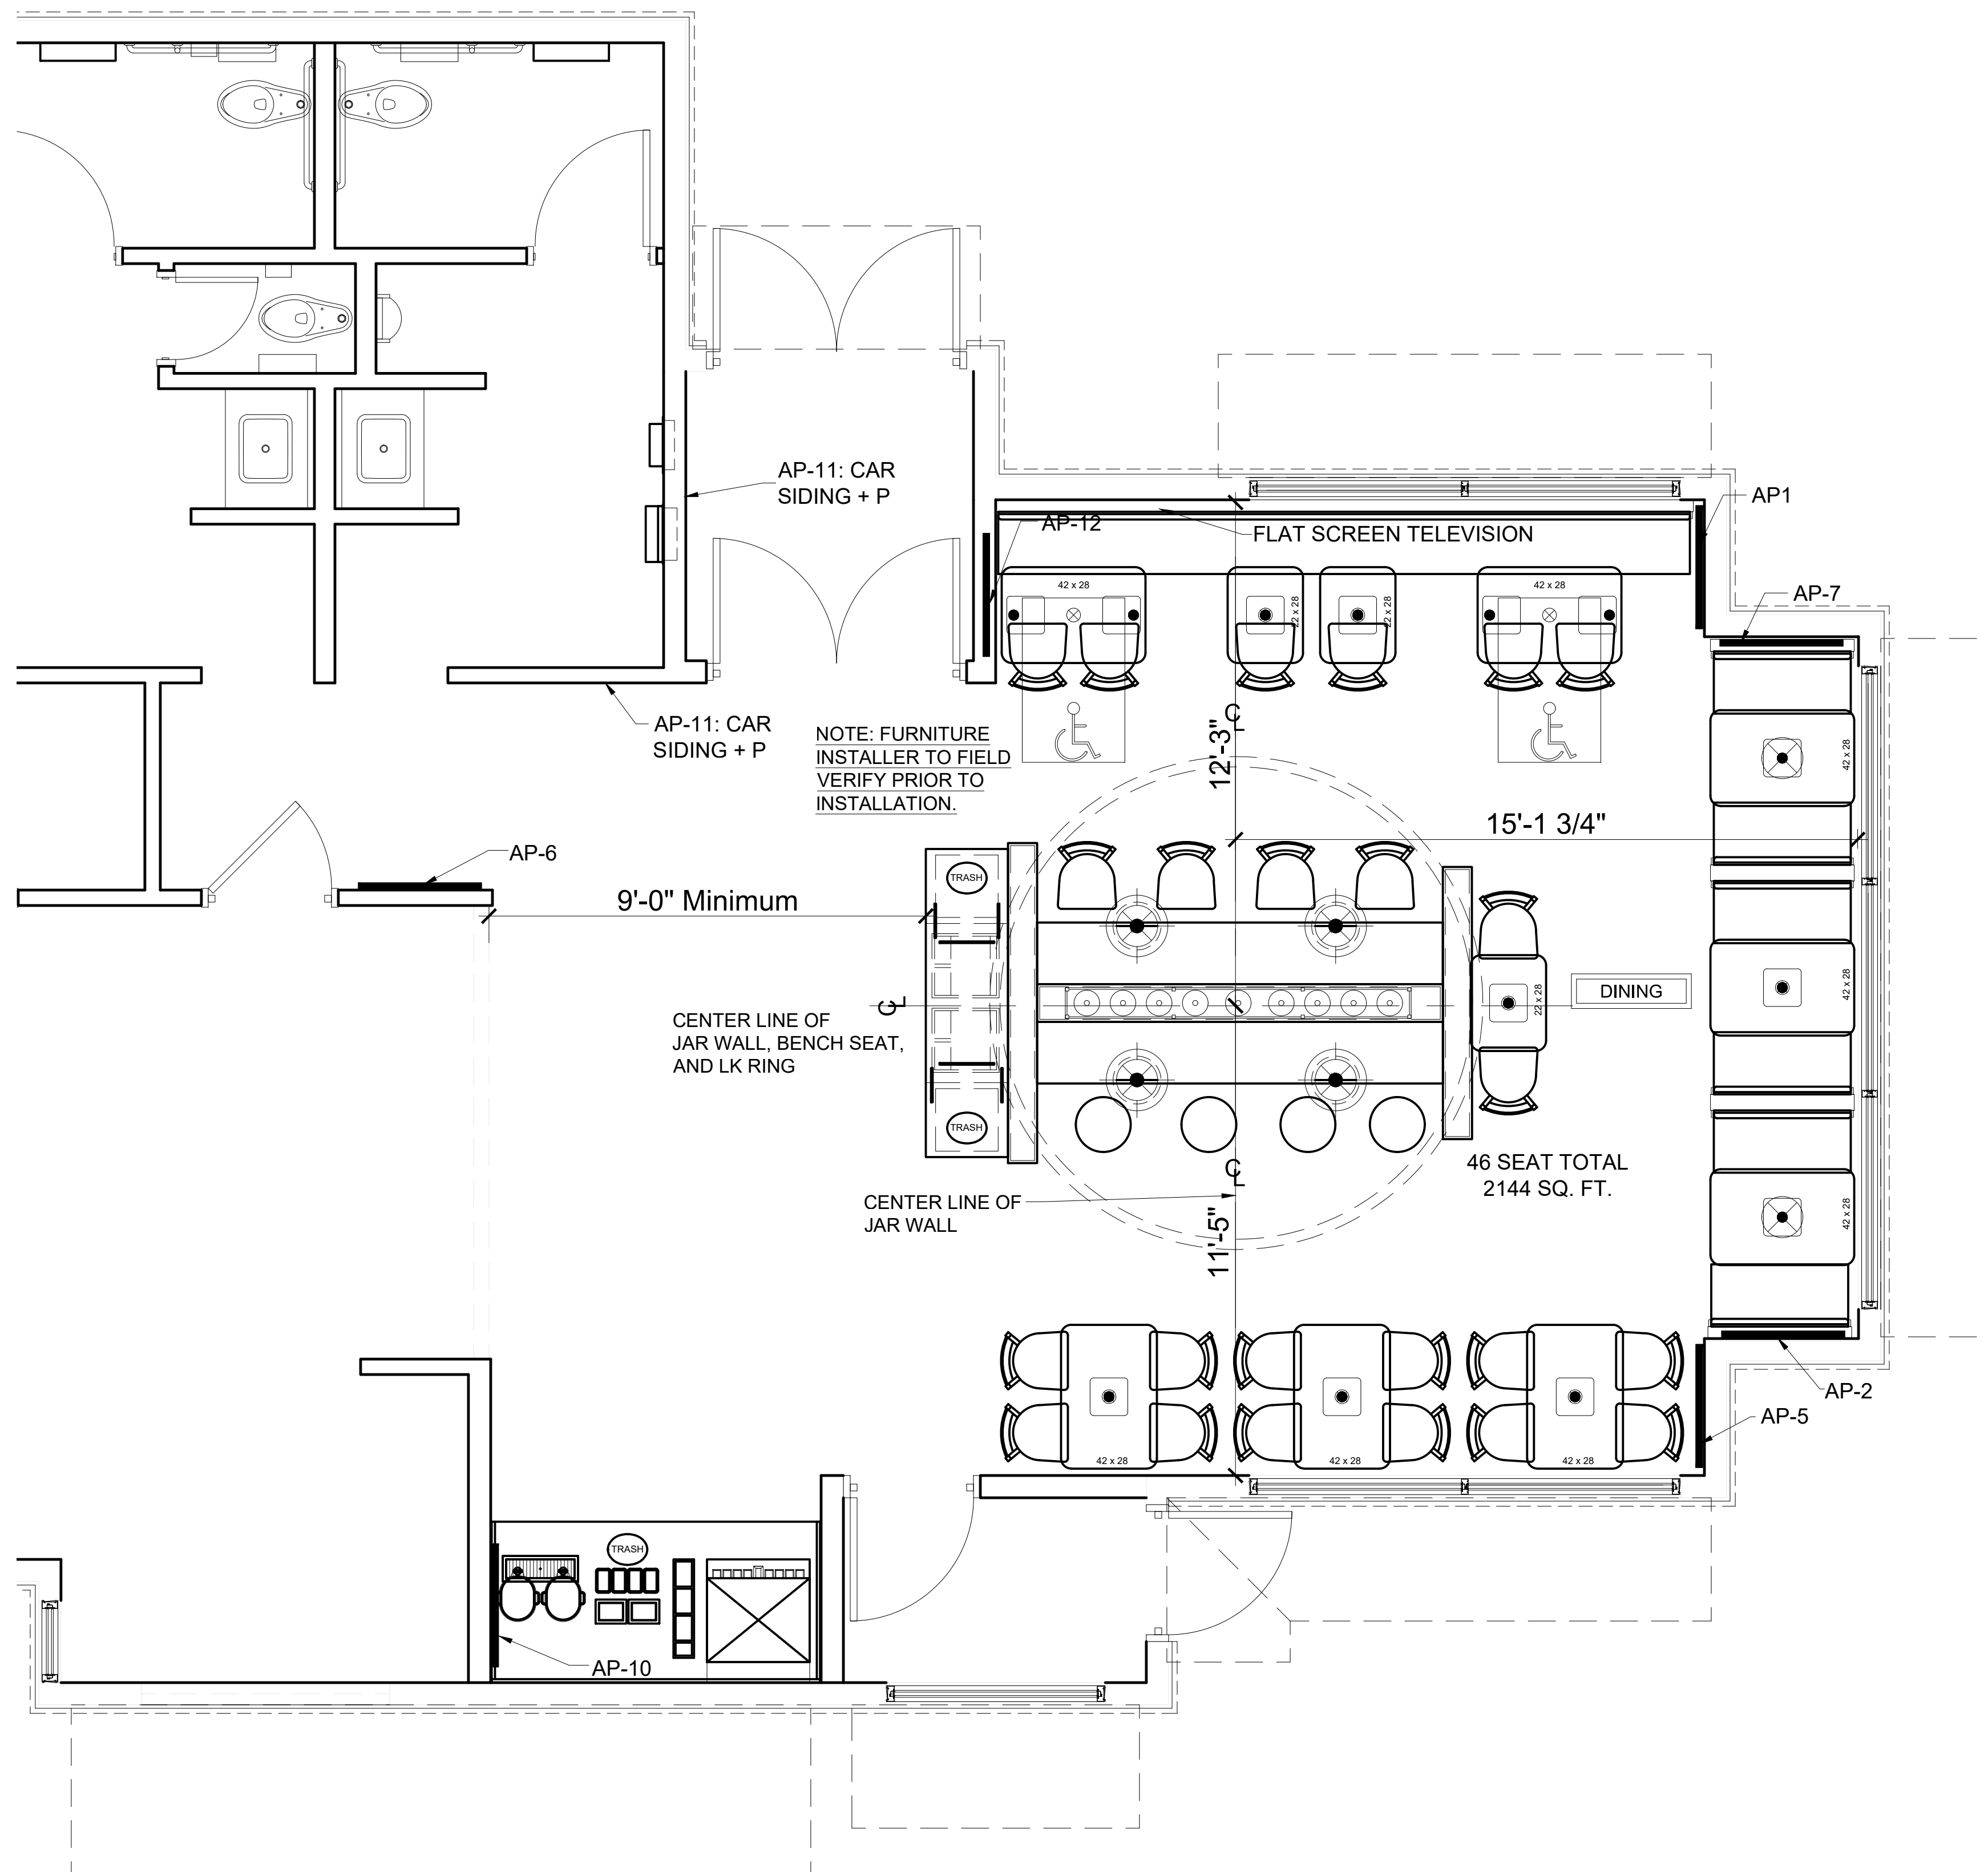 AP-11: CAR
SIDING + P
AP-12
FLAT SCREEN TELEVISION
AP1
AP-7
42 x 28
22 x 28
22 x 28
42 x 28
AP-11: CAR
SIDING + P
NOTE: FURNITURE
INSTALLER TO FIELD
VERIFY PRIOR TO
INSTALLATION.
CL
12'-3"
42 x 28
15'-1 3/4"
AP-6
9'-0" Minimum
TRASH
CL
CENTER LINE OF
JAR WALL, BENCH SEAT,
AND LK RING
22 x 28
DINING
42 x 28
TRASH
46 SEAT TOTAL
2144 SQ. FT.
CL
CENTER LINE OF
JAR WALL
11'-5"
42 x 28
AP-2
AP-5
42 x 28
42 x 28
42 x 28
TRASH
AP-10